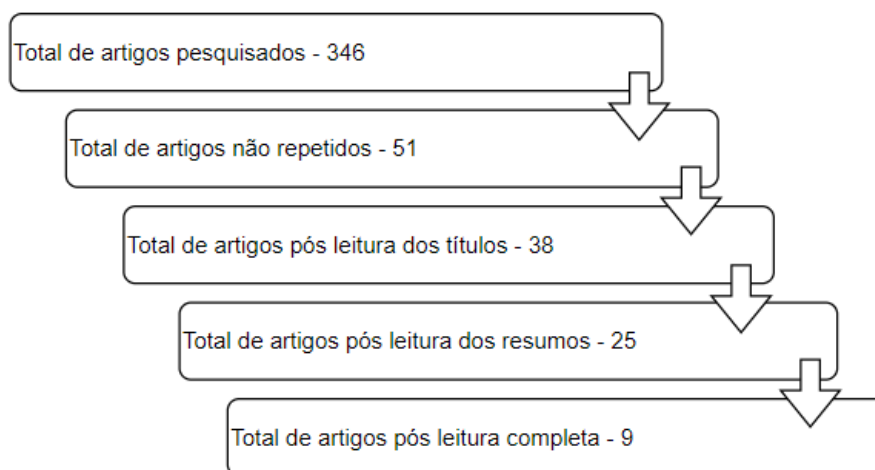 Total de artigos pesquisados - 346
Total de artigos não repetidos - 51
Total de artigos pós leitura dos títulos - 38
Total de artigos pós leitura dos resumos - 25
Total de artigos pós leitura completa - 9